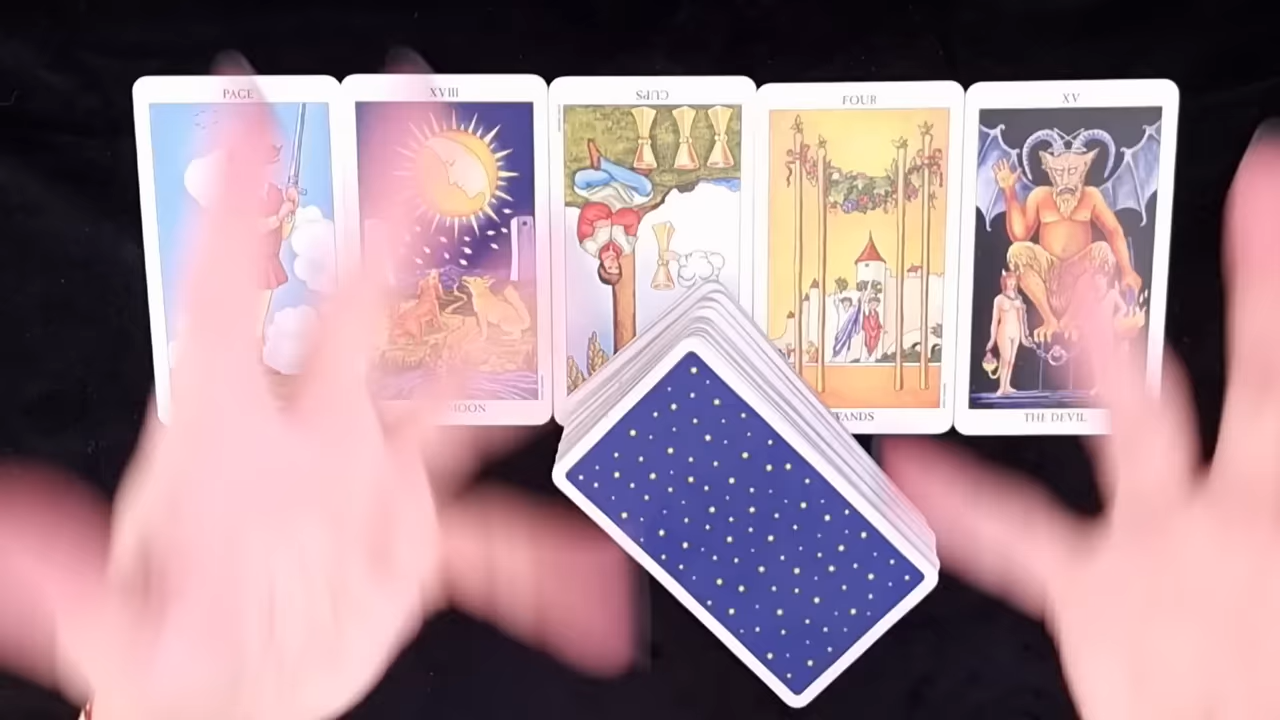 PAGE
XVIII
CUPS
FOUR
XV
MOON
WANDS
THE DEVIL